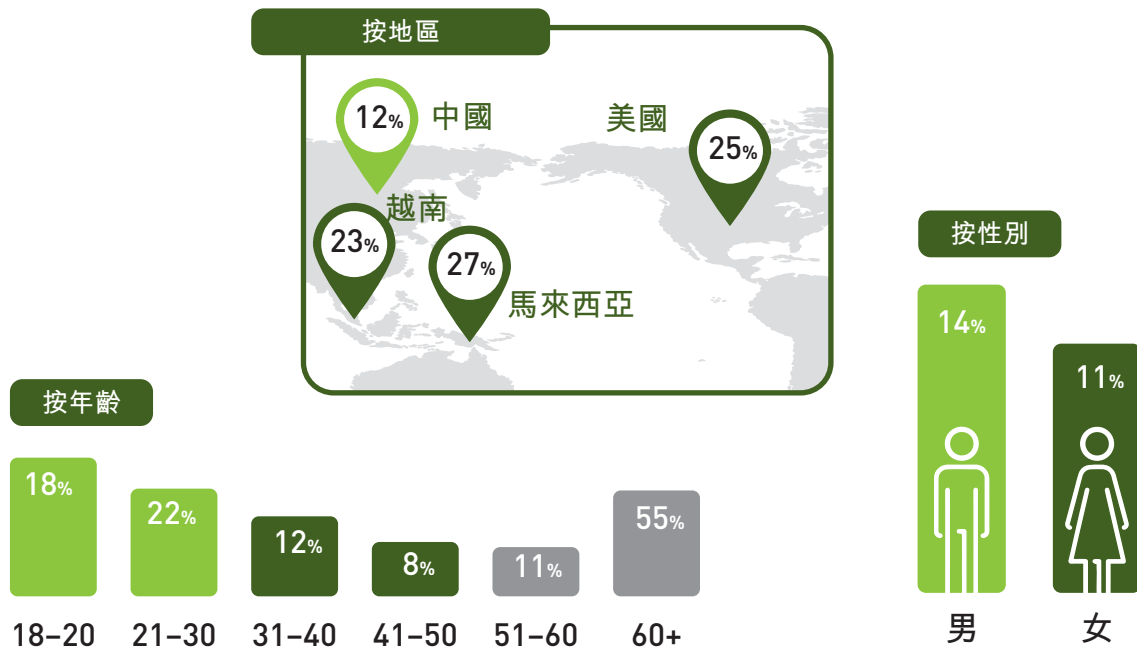 按地區
12%
中國
美國
25%
越南
23%
27%
馬來西亞
按性別
14%
11%
男
女
按年齡
18%
22%
12%
8%
11%
55%
18–20
21–30
31–40
41–50
51–60
60+